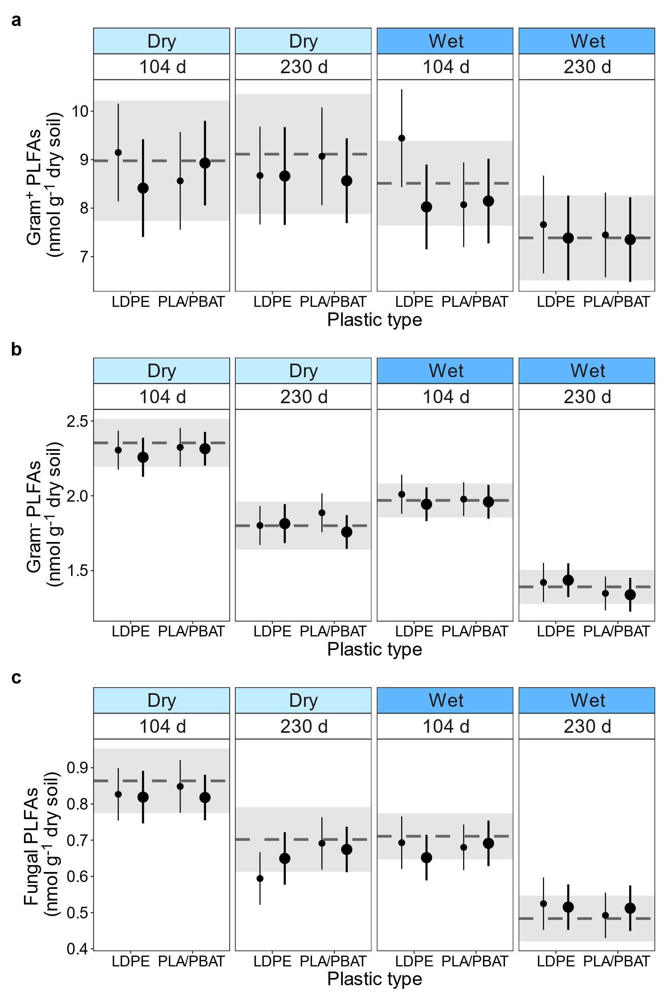 a
Dry Dry Wet Wet
104 d 230 d 104 d 230 d
Gram+ PLFAs
(nmol g-1 dry soil)
10
9
8
7
LDPE PLA/PBAT LDPE PLA/PBAT LDPE PLA/PBAT LDPE PLA/PBAT
Plastic type
b
Dry Dry Wet Wet
104 d 230 d 104 d 230 d
Gram- PLFAs
(nmol g-1 dry soil)
2.5
2.0
1.5
LDPE PLA/PBAT LDPE PLA/PBAT LDPE PLA/PBAT LDPE PLA/PBAT
Plastic type
c
Dry Dry Wet Wet
104 d 230 d 104 d 230 d
Fungal PLFAs
(nmol g-1 dry soil)
0.9
0.8
0.7
0.6
0.5
0.4
LDPE PLA/PBAT LDPE PLA/PBAT LDPE PLA/PBAT LDPE PLA/PBAT
Plastic type